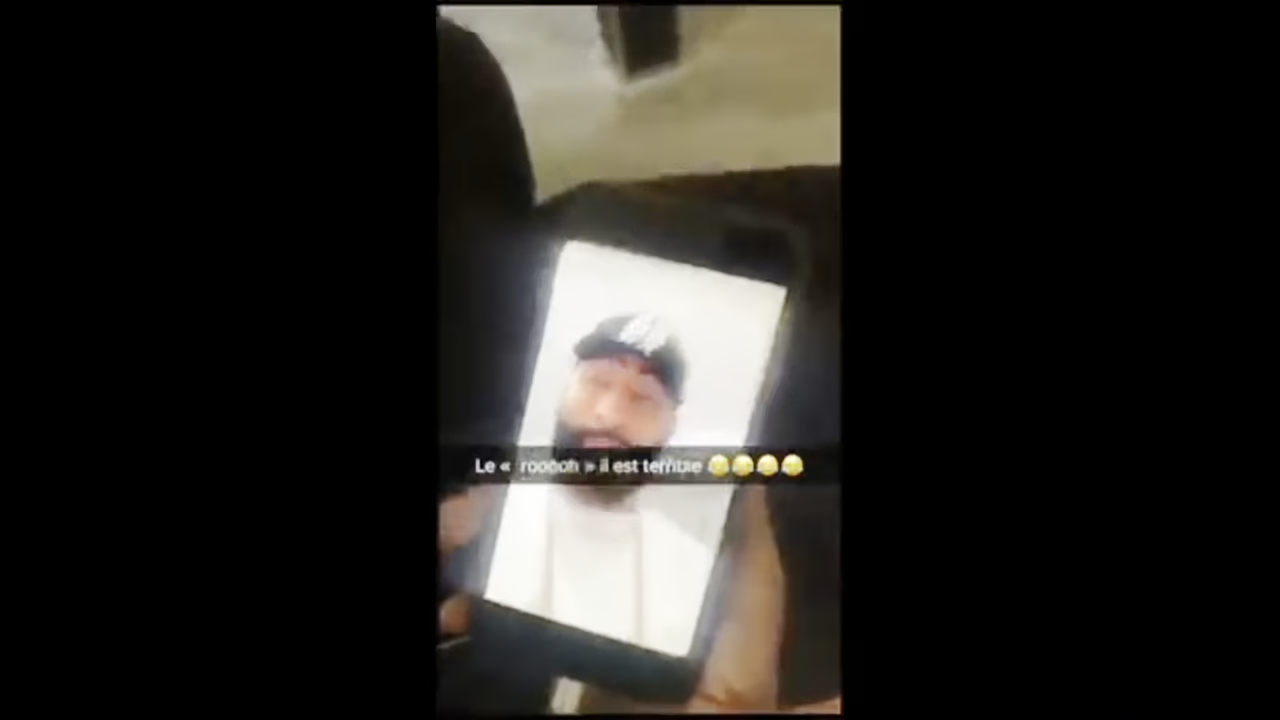 Le « rooooh » il est terrible 😂😂😂😂